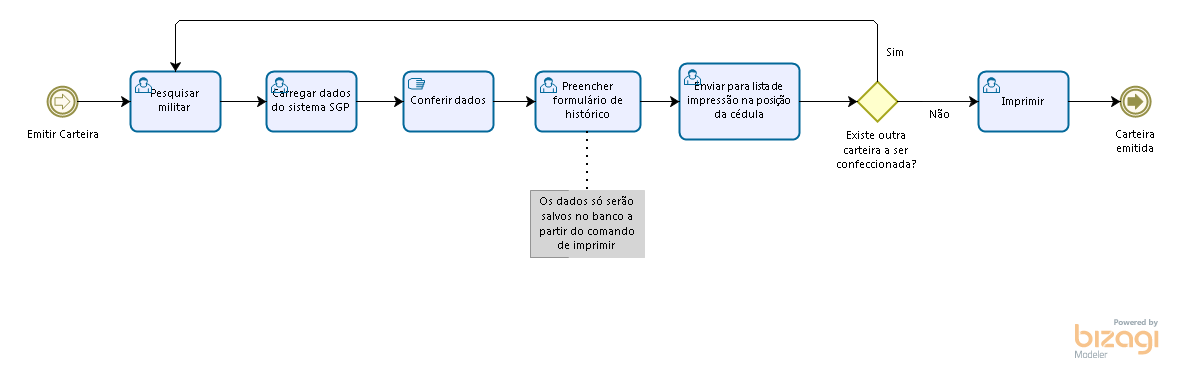 Sim
Emitir Carteira
Pesquisar
militar
Carregar dados
do sistema SGP
Conferir dados
Preencher
formulário de
histórico
Enviar para lista de
impressão na posição
da cédula
Existe outra
carteira a ser
confeccionada?
Não
Imprimir
Carteira
emitida
Os dados só serão
salvos no banco a
partir do comando
de imprimir
Powered by
bizagi
Modeler